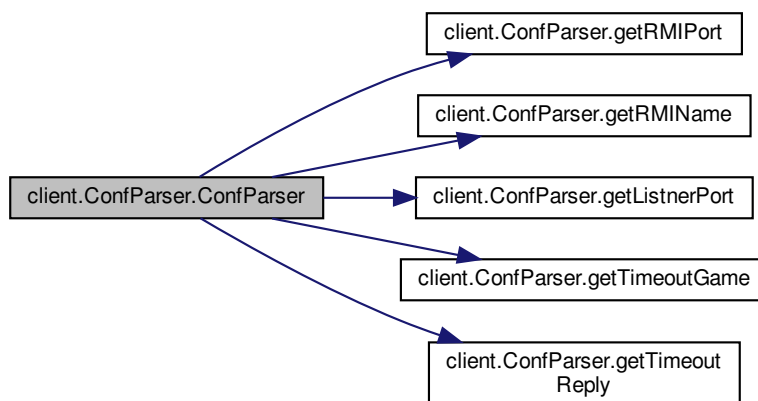 client.ConfParser.getRMIPort
client.ConfParser.getRMIName
client.ConfParser.ConfParser
client.ConfParser.getListnerPort
client.ConfParser.getTimeoutGame
client.ConfParser.getTimeout
Reply